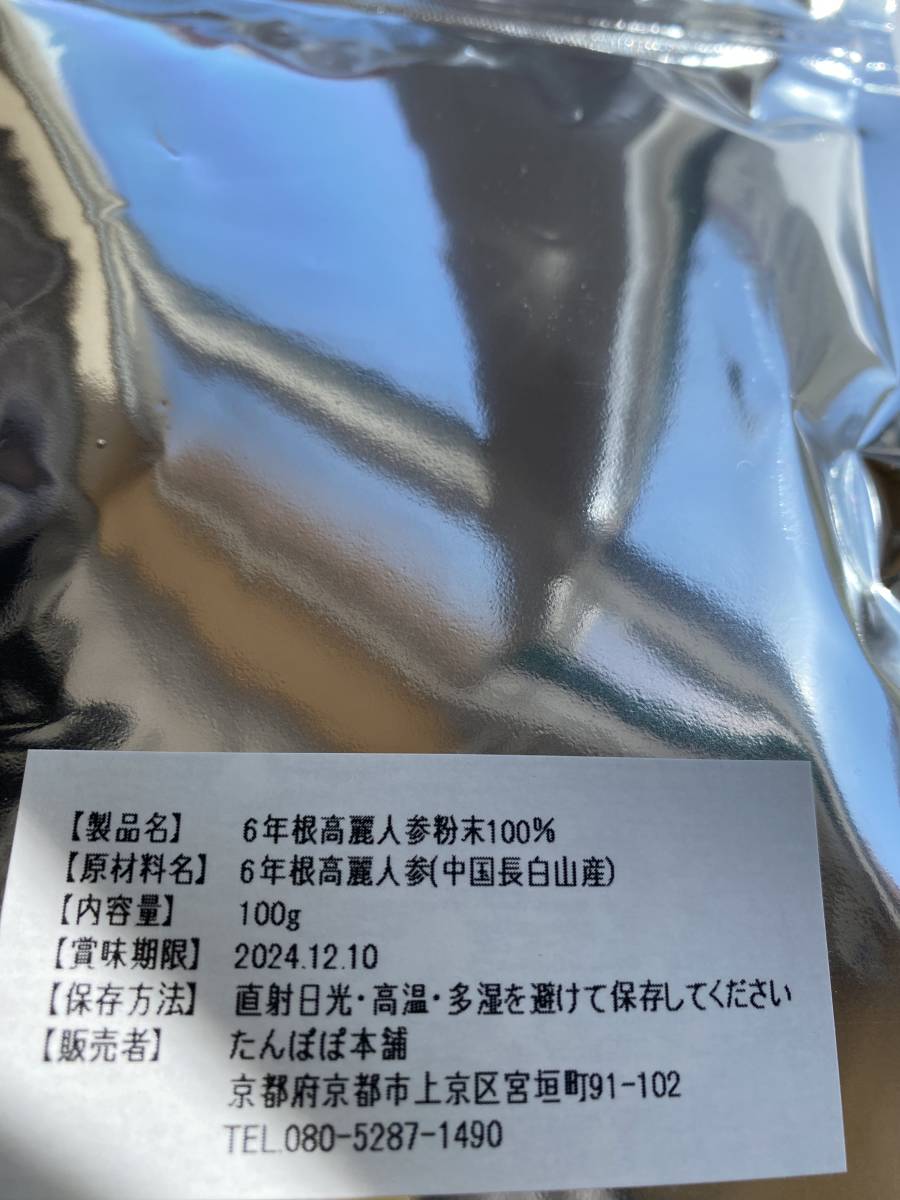 【製品名】 6年根高麗人参粉末100%
【原材料名】 6年根高麗人参(中国長白山産)
【内容量】 100g
【賞味期限】 2024.12.10
【保存方法】 直射日光・高温・多湿を避けて保存してください
【販売者】 たんぽぽ本舗
京都府京都市上京区宮垣町91-102
TEL.080-5287-1490